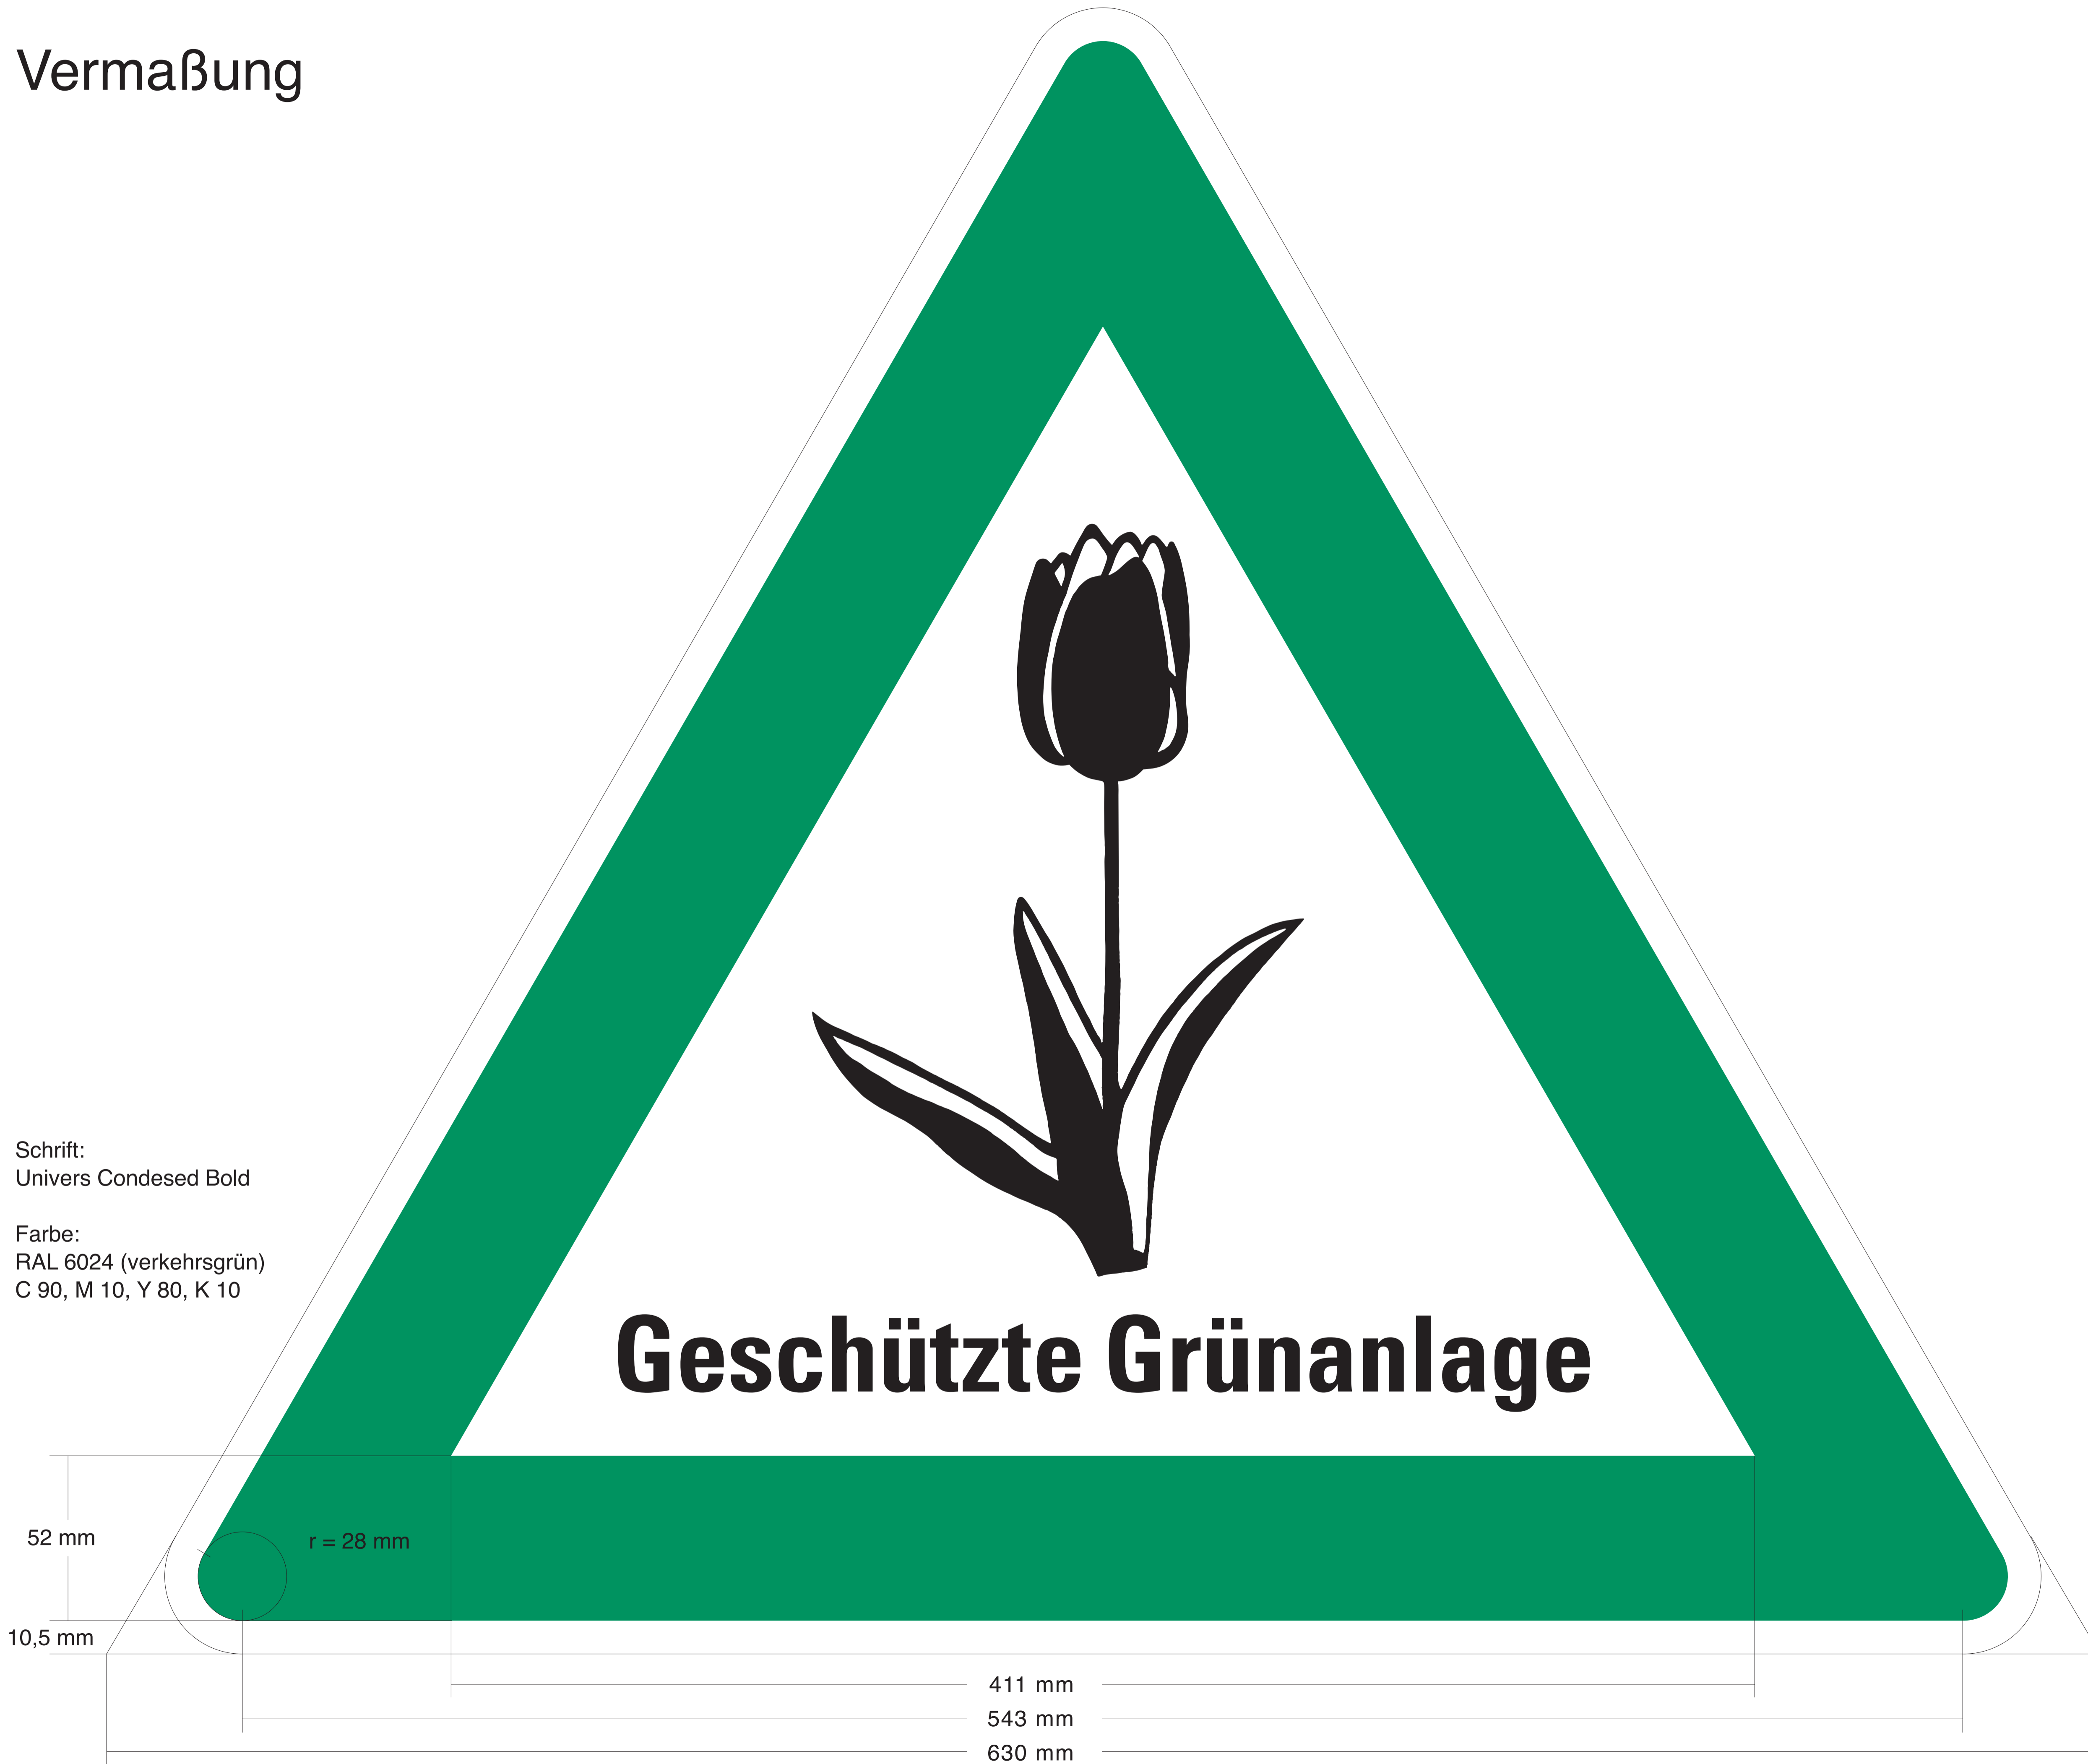 Vermaßung
Schrift:
Univers Condesed Bold
Farbe:
RAL 6024 (verkehrsgrün)
C 90, M 10, Y 80, K 10
Geschützte Grünanlage
52 mm
r = 28 mm
10,5 mm
411 mm
543 mm
630 mm